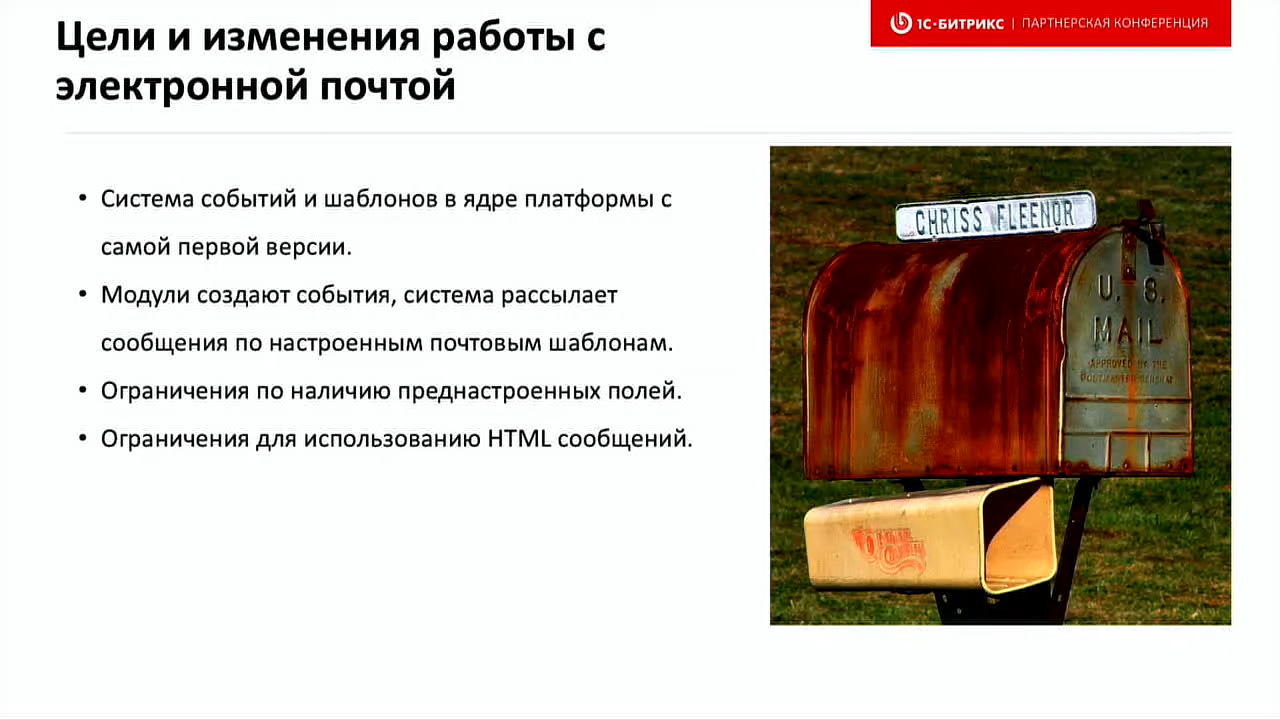 Цели и изменения работы с
электронной почтой
1С-БИТРИКС | ПАРТНЕРСКАЯ КОНФЕРЕНЦИЯ
• Система событий и шаблонов в ядре платформы с
самой первой версии.
• Модули создают события, система рассылает
сообщения по настроенным почтовым шаблонам.
• Ограничения по наличию преднастроенных полей.
• Ограничения для использованию HTML сообщений.
CHRISS FLEENOR
U. S.
MAIL
APPROVED BY THE